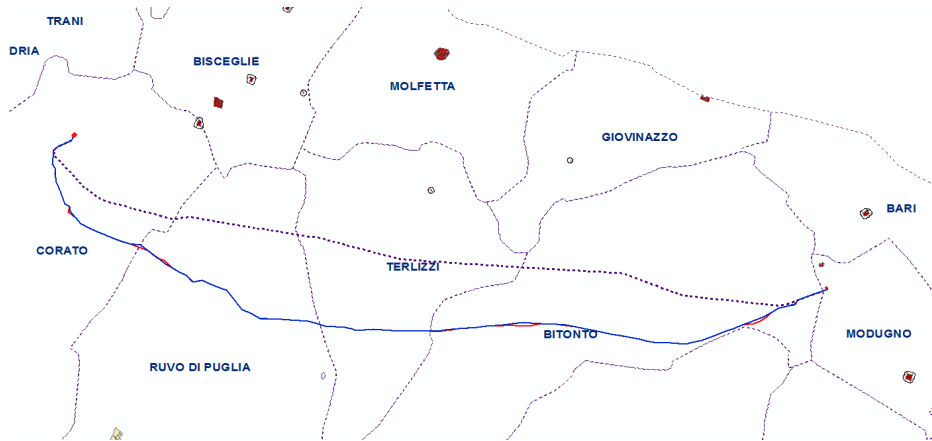 TRANI
DRIA
BISCEGLIE
MOLFETTA
GIOVINAZZO
BARI
CORATO
TERLIZZI
BITONTO
MODUGNO
RUVO DI PUGLIA